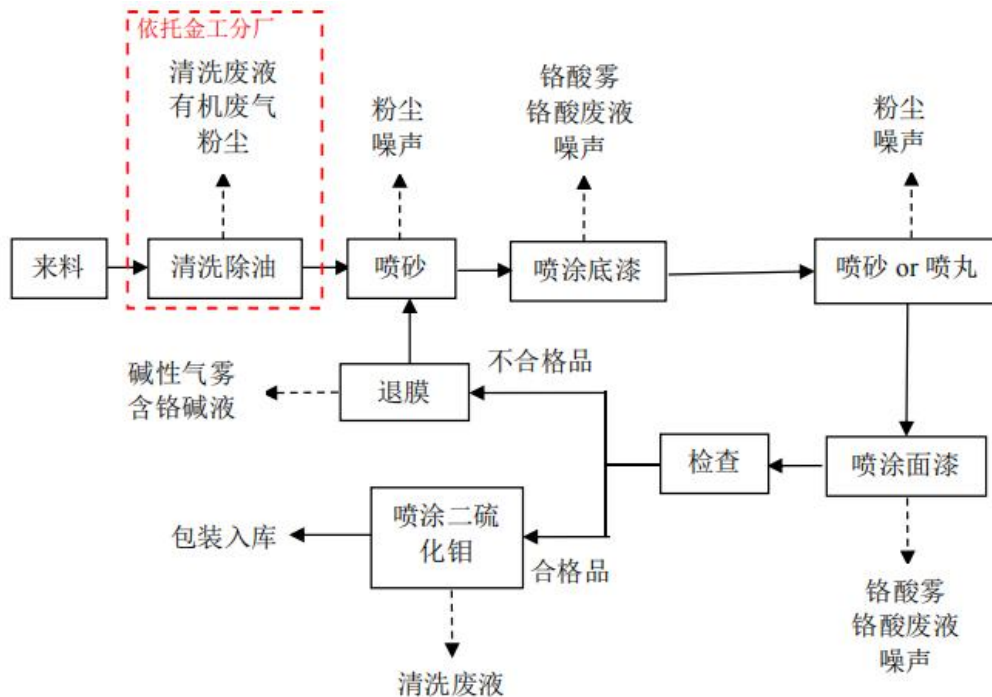 依托金工分厂
清洗废液
有机废气
粉尘
粉尘
噪声
铬酸雾
铬酸废液
噪声
粉尘
噪声
来料
清洗除油
喷砂
喷涂底漆
喷砂 or 喷丸
碱性气雾
含铬碱液
退膜
不合格品
检查
喷涂面漆
包装入库
喷涂二硫
化钼
合格品
铬酸雾
铬酸废液
噪声
清洗废液